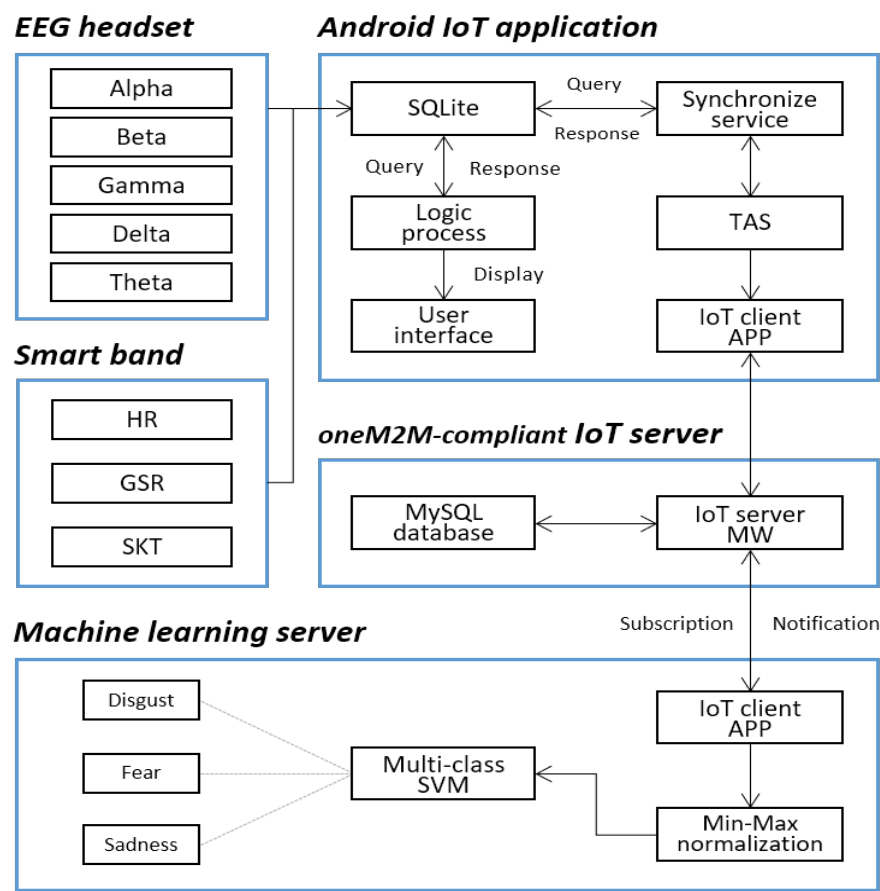 EEG headset
Alpha
Beta
Gamma
Delta
Theta
Smart band
HR
GSR
SKT
Android IoT application
SQLite
Query
Response
Synchronize
service
Query
Response
Logic
process
TAS
Display
User
interface
IoT client
APP
oneM2M-compliant IoT server
MySQL
database
IoT server
MW
Subscription
Notification
Machine learning server
Disgust
Fear
Sadness
Multi-class
SVM
IoT client
APP
Min-Max
normalization